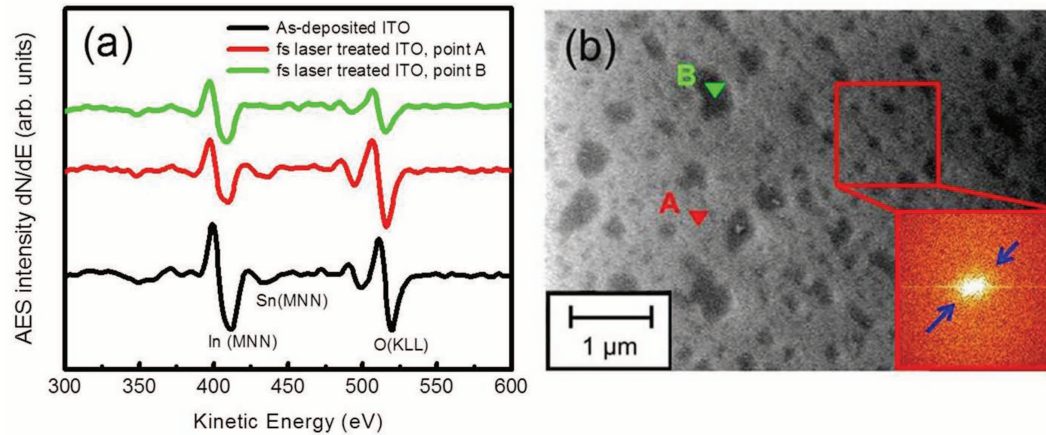 (a)
As-deposited ITO
fs laser treated ITO, point A
fs laser treated ITO, point B
AES intensity dN/dE (arb. units)
Sn(MNN)
In (MNN)
O(KLL)
300 350 400 450 500 550 600
Kinetic Energy (eV)
(b)
B
A
1 μm